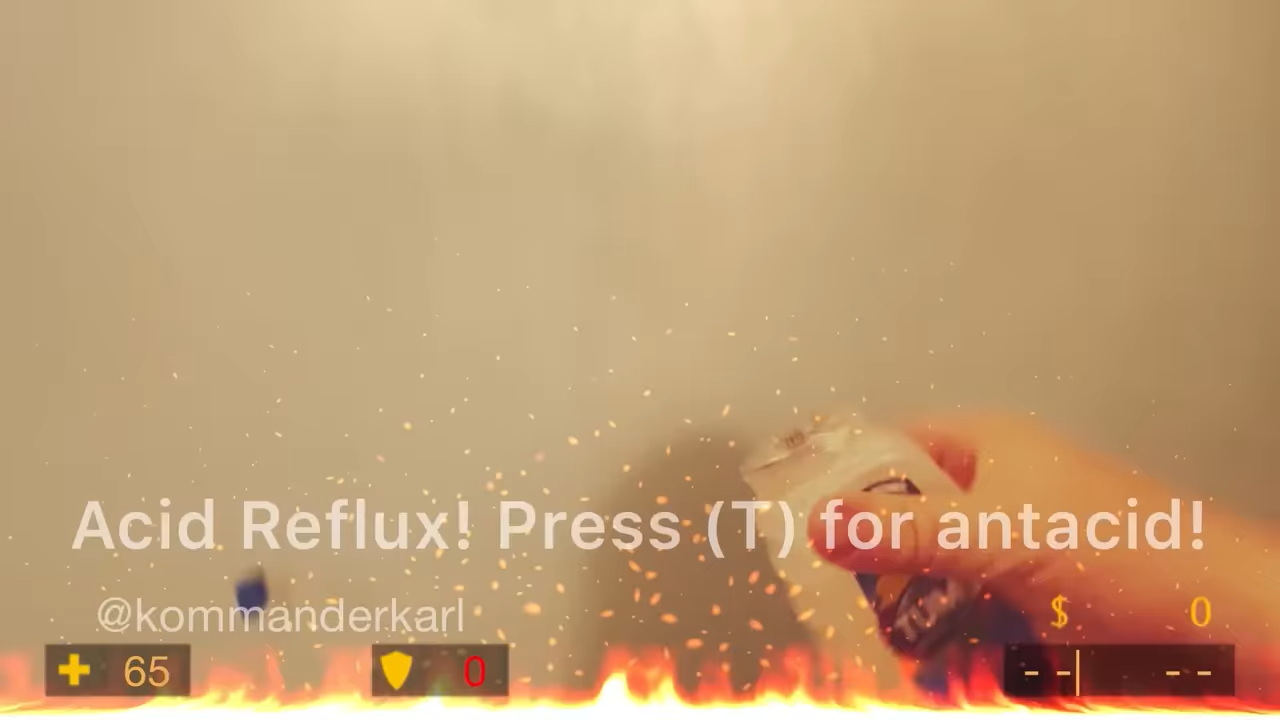 Acid Reflux! Press (T) for antacid!
@kommanderkarl
$ 0
65
0
-- | --